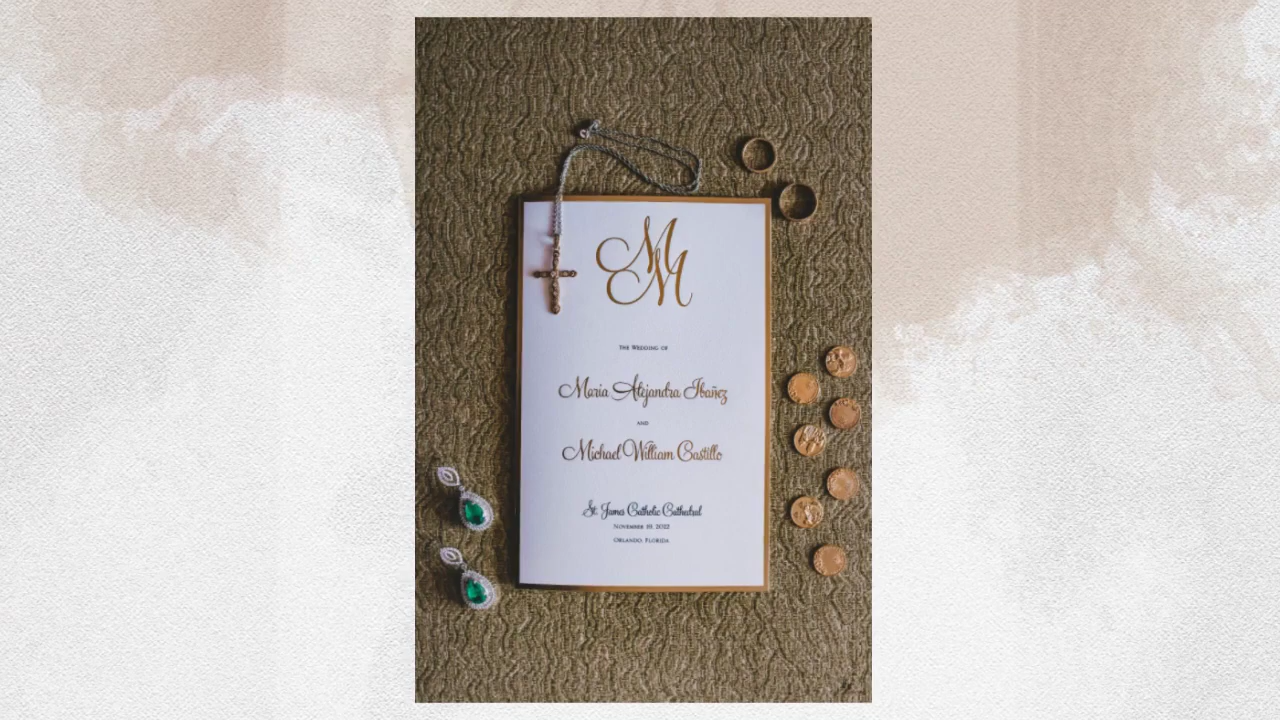 MM
THE WEDDING OF
Maria Alejandra Ibañez
AND
Michael William Castillo
St. James Catholic Cathedral
NOVEMBER 19, 2022
ORLANDO, FLORIDA